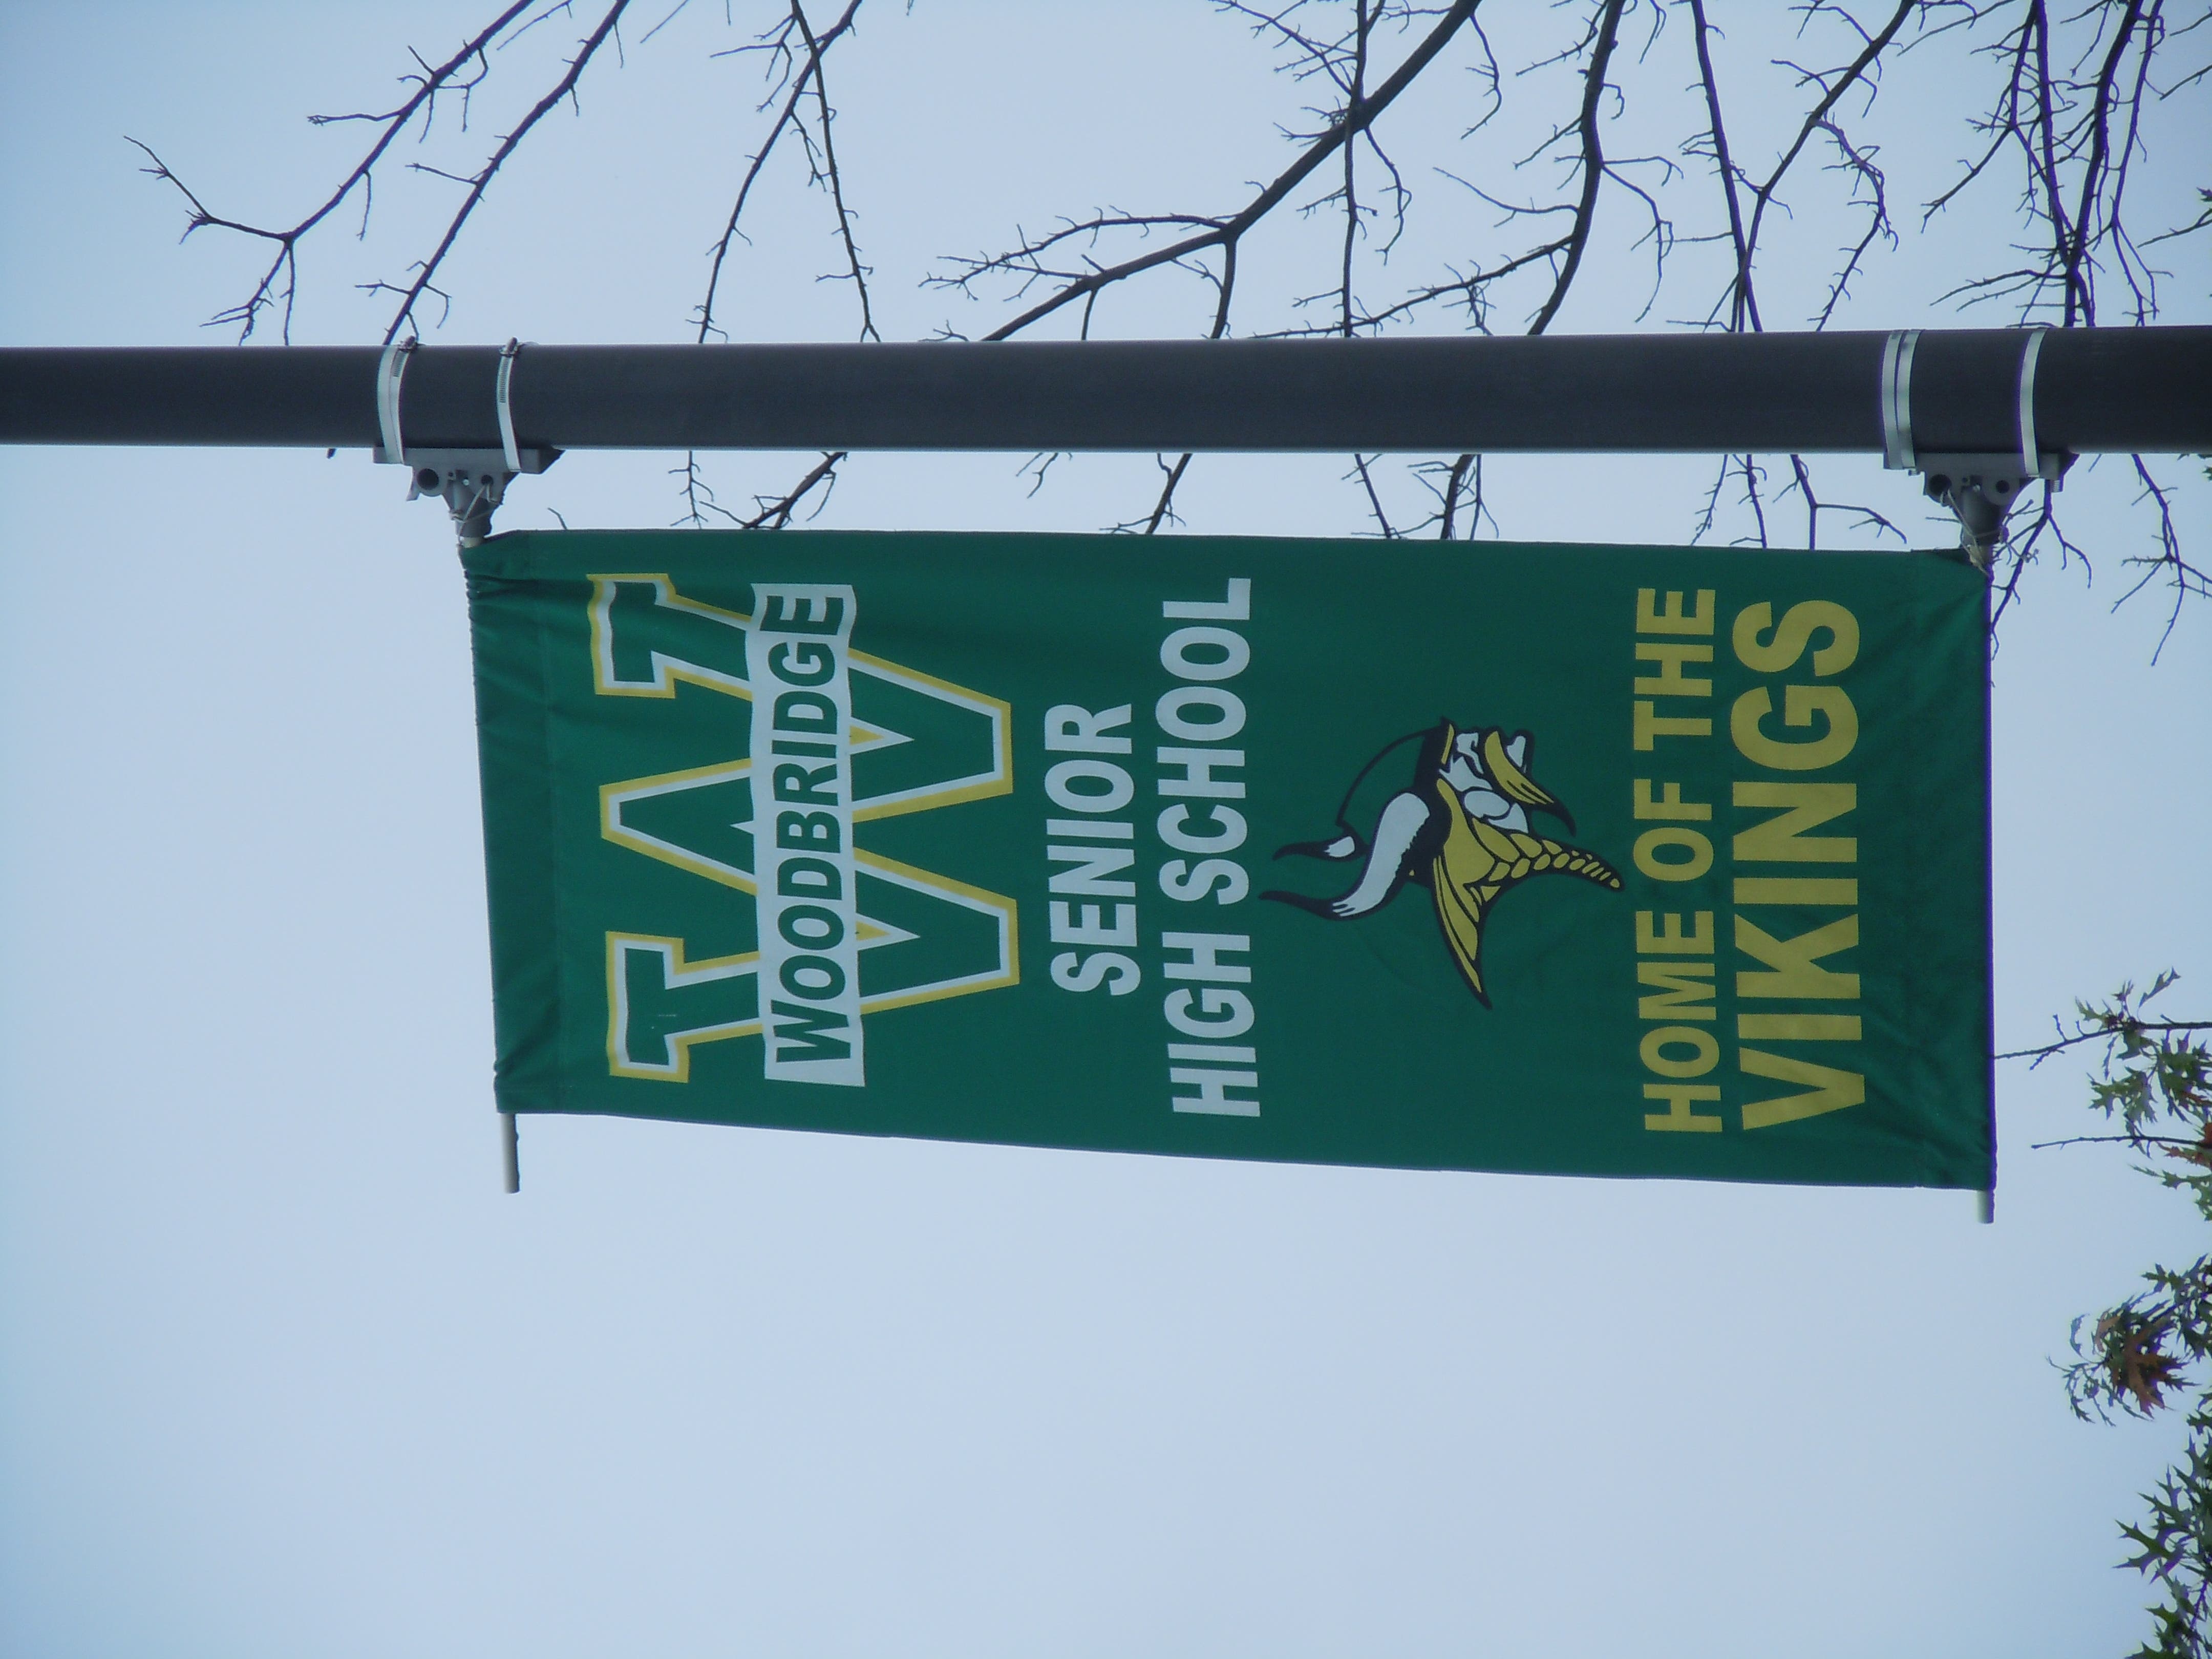 W
WOODBRIDGE
SENIOR
HIGH SCHOOL
HOME OF THE
VIKINGS